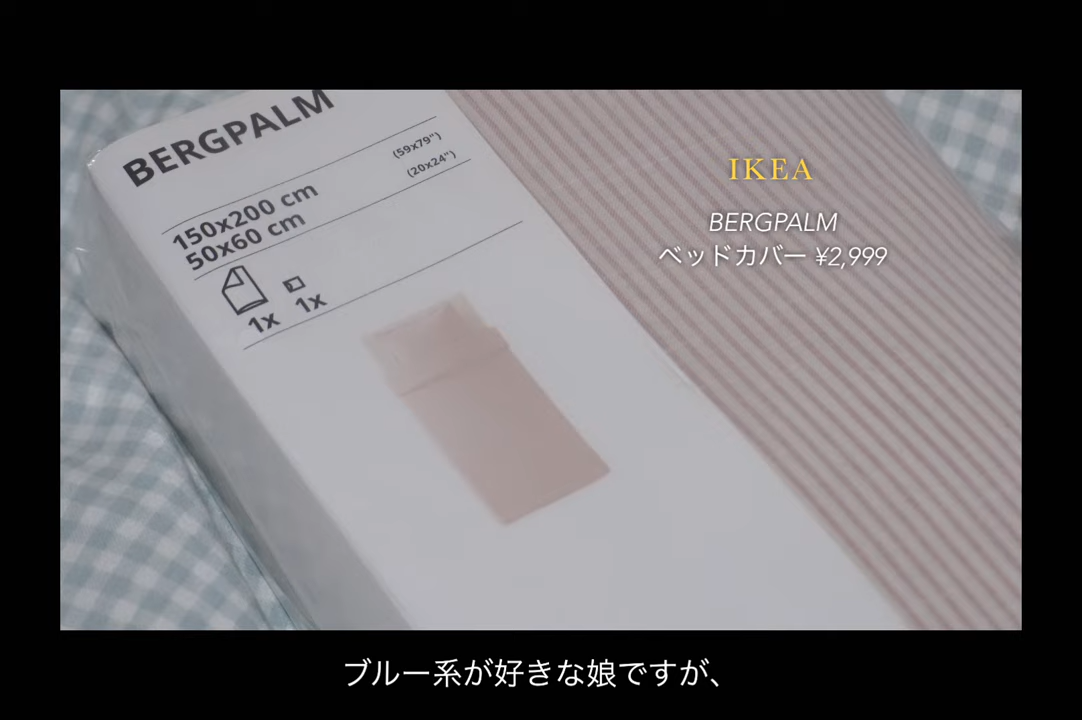 BERGPALM
150x200 cm (59x79")
50x60 cm (20x24")
1x 1x
IKEA
BERGPALM
ベッドカバー ¥2,999
ブルー系が好きな娘ですが、